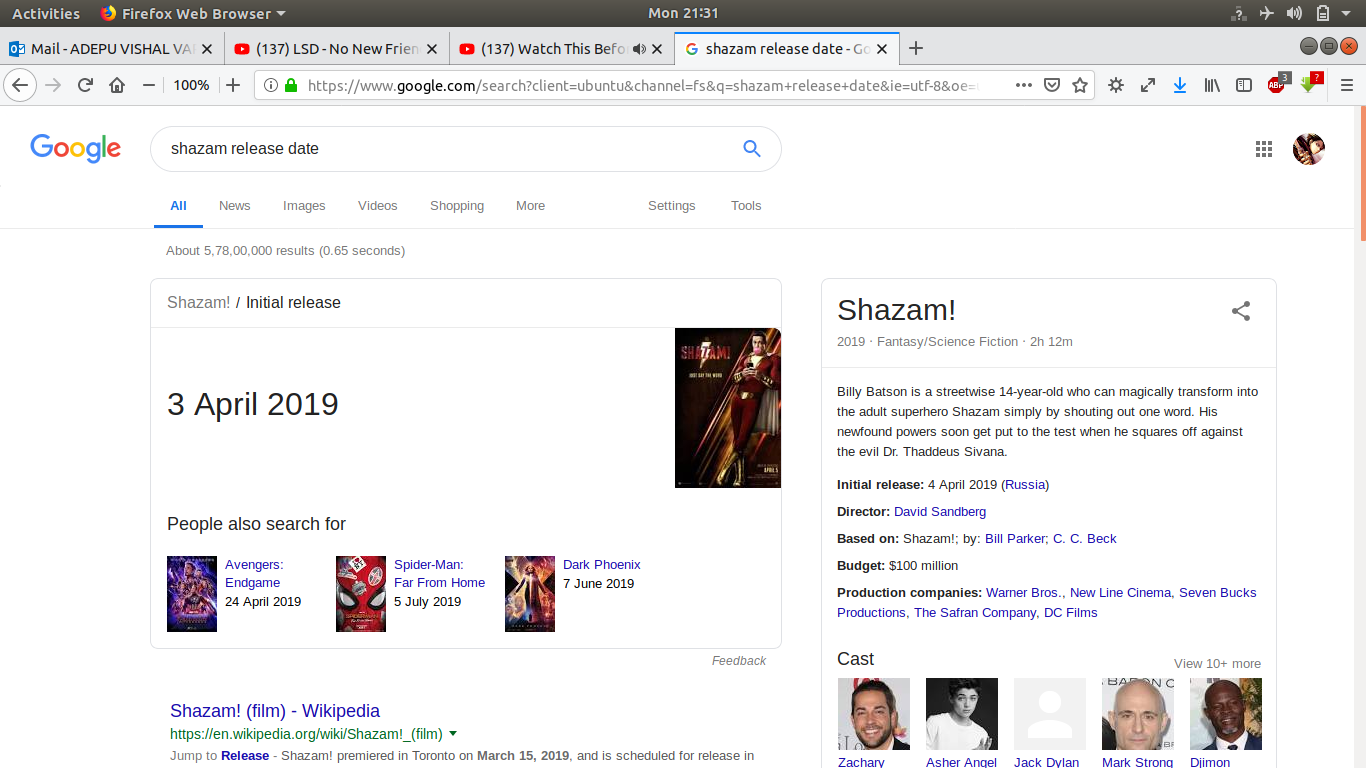 Activities
Firefox Web Browser
Mon 21:31
Mail - ADEPU VISHAL VA
(137) LSD - No New Frien
(137) Watch This Befo
shazam release date - Go
100%
https://www.google.com/search?client=ubuntu&channel=fs&q=shazam+release+date&ie=utf-8&oe=
ABP
3
?
Google
shazam release date
All
News
Images
Videos
Shopping
More
Settings
Tools
About 5,78,00,000 results (0.65 seconds)
Shazam! / Initial release
3 April 2019
SHAZAM!
JUST SAY THE WORD
APRIL 5
People also search for
Avengers:
Endgame
24 April 2019
Spider-Man:
Far From Home
5 July 2019
Dark Phoenix
7 June 2019
Feedback
Shazam! (film) - Wikipedia
https://en.wikipedia.org/wiki/Shazam!_(film)
Jump to Release - Shazam! premiered in Toronto on March 15, 2019, and is scheduled for release in
Shazam!
2019 · Fantasy/Science Fiction · 2h 12m
Billy Batson is a streetwise 14-year-old who can magically transform into
the adult superhero Shazam simply by shouting out one word. His
newfound powers soon get put to the test when he squares off against
the evil Dr. Thaddeus Sivana.
Initial release: 4 April 2019 (Russia)
Director: David Sandberg
Based on: Shazam!; by: Bill Parker; C. C. Beck
Budget: $100 million
Production companies: Warner Bros., New Line Cinema, Seven Bucks
Productions, The Safran Company, DC Films
Cast
View 10+ more
Zachary
Asher Angel
Jack Dylan
Mark Strong
Djimon